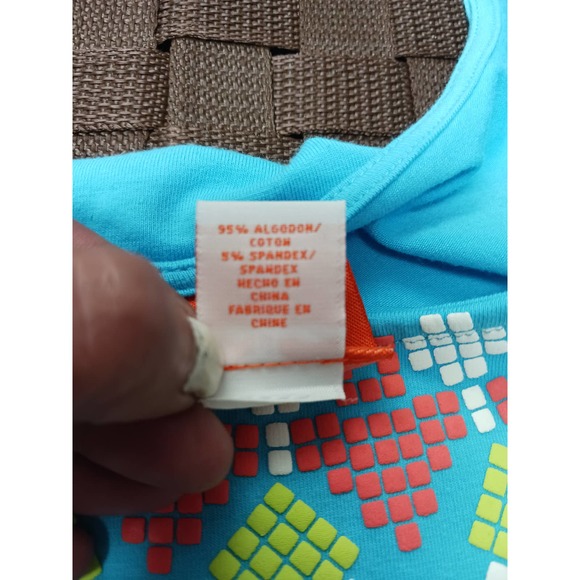 95% ALGODON/
COTON
5% SPANDEX/
SPANDEX
HECHO EN
CHINA
FABRIQUE EN
CHINE